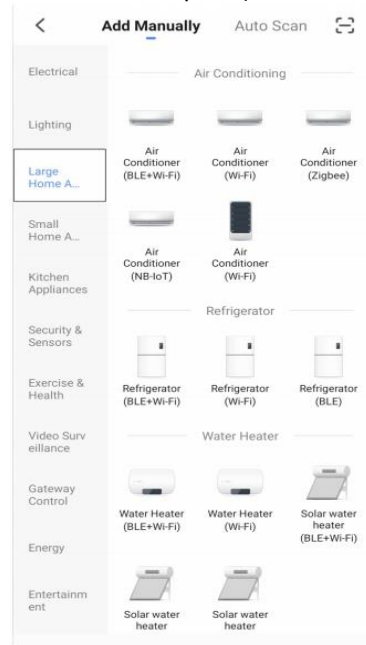 Add Manually
Auto Scan
Electrical
Lighting
Large
Home A...
Small
Home A...
Kitchen
Appliances
Security &
Sensors
Exercise &
Health
Video Surv
eillance
Gateway
Control
Energy
Entertainm
ent
Air Conditioning
Air
Conditioner
(BLE+Wi-Fi)
Air
Conditioner
(Wi-Fi)
Air
Conditioner
(Zigbee)
Air
Conditioner
(NB-IoT)
Air
Conditioner
(Wi-Fi)
Refrigerator
Refrigerator
(BLE+Wi-Fi)
Refrigerator
(Wi-Fi)
Refrigerator
(BLE)
Water Heater
Water Heater
(BLE+Wi-Fi)
Water Heater
(Wi-Fi)
Solar water
heater
(BLE+Wi-Fi)
Solar water
heater
Solar water
heater